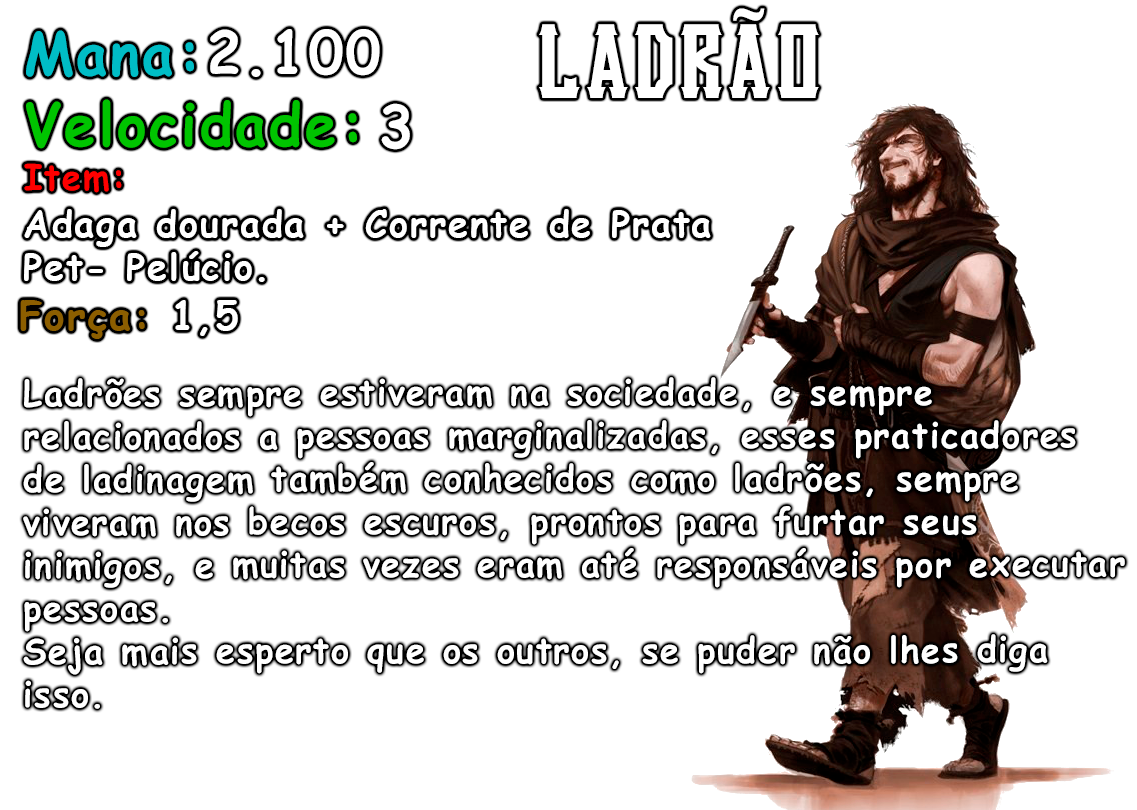 LADRÃO
Mana: 2.100
Velocidade: 3
Item:
Adaga dourada + Corrente de Prata
Pet- Pelúcio.
Força: 1,5
Ladrões sempre estiveram na sociedade, e sempre
relacionados a pessoas marginalizadas, esses praticadores
de ladinagem também conhecidos como ladrões, sempre
viveram nos becos escuros, prontos para furtar seus
inimigos, e muitas vezes eram até responsáveis por executar
pessoas.
Seja mais esperto que os outros, se puder não lhes diga
isso.